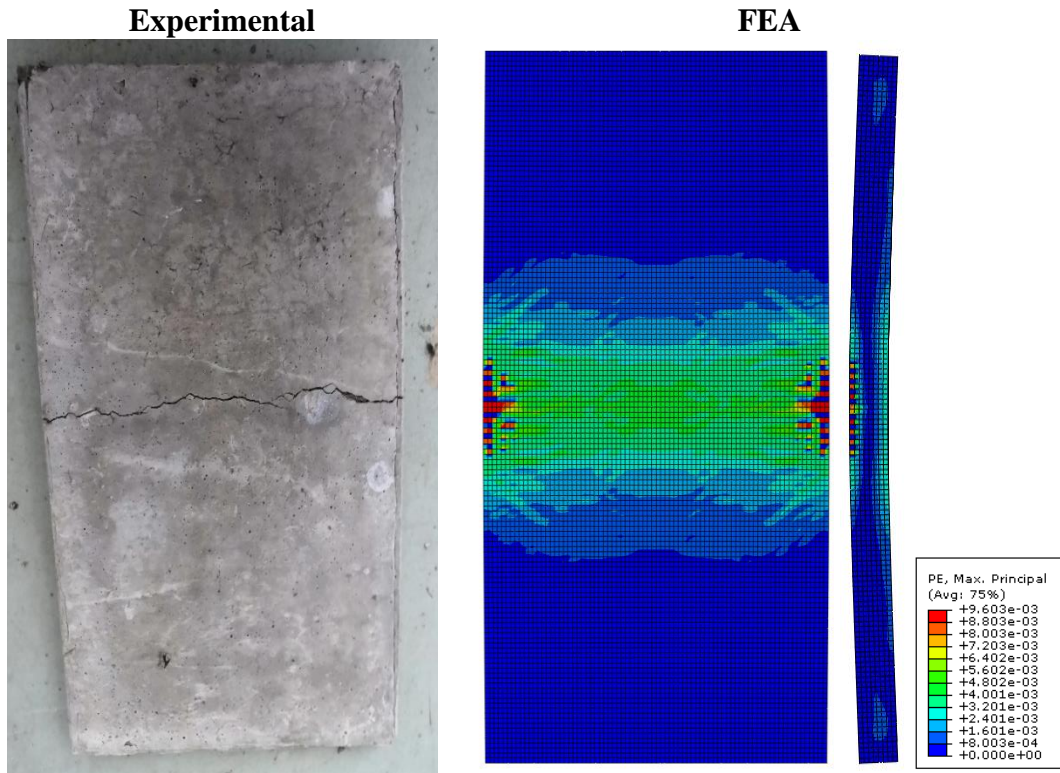 Experimental
FEA
PE, Max. Principal
(Avg: 75%)
+9.603e-03
+8.803e-03
+8.003e-03
+7.203e-03
+6.402e-03
+5.602e-03
+4.802e-03
+4.001e-03
+3.201e-03
+2.401e-03
+1.601e-03
+8.003e-04
+0.000e+00